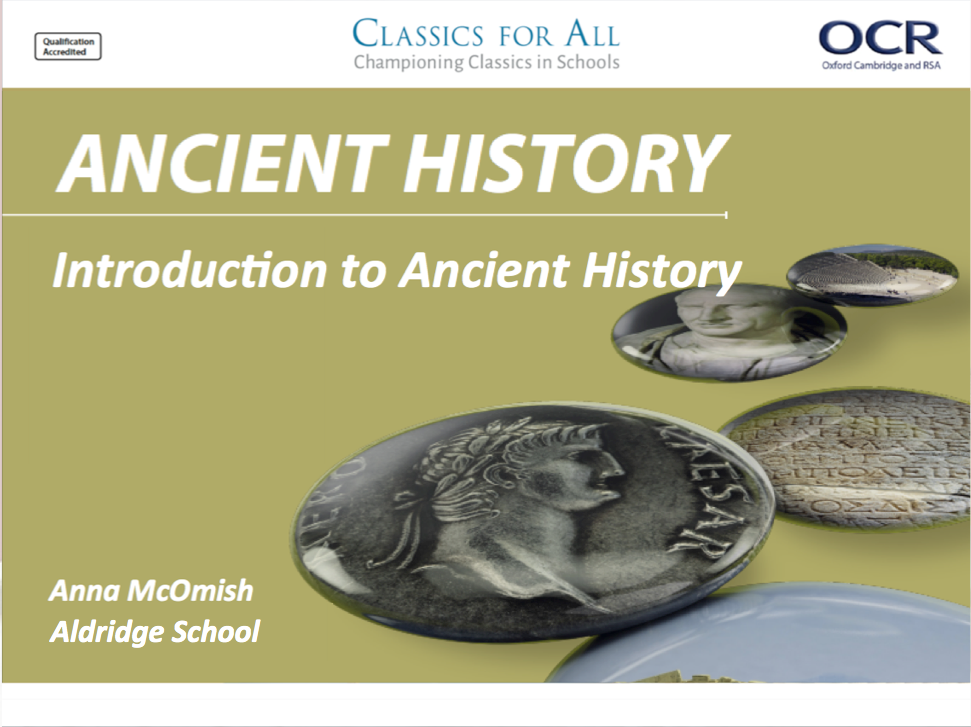 Qualification
Accredited
CLASSICS FOR ALL
Championing Classics in Schools
OCR
Oxford Cambridge and RSA
ANCIENT HISTORY
Introduction to Ancient History
CAESAR
Anna McOmish
Aldridge School